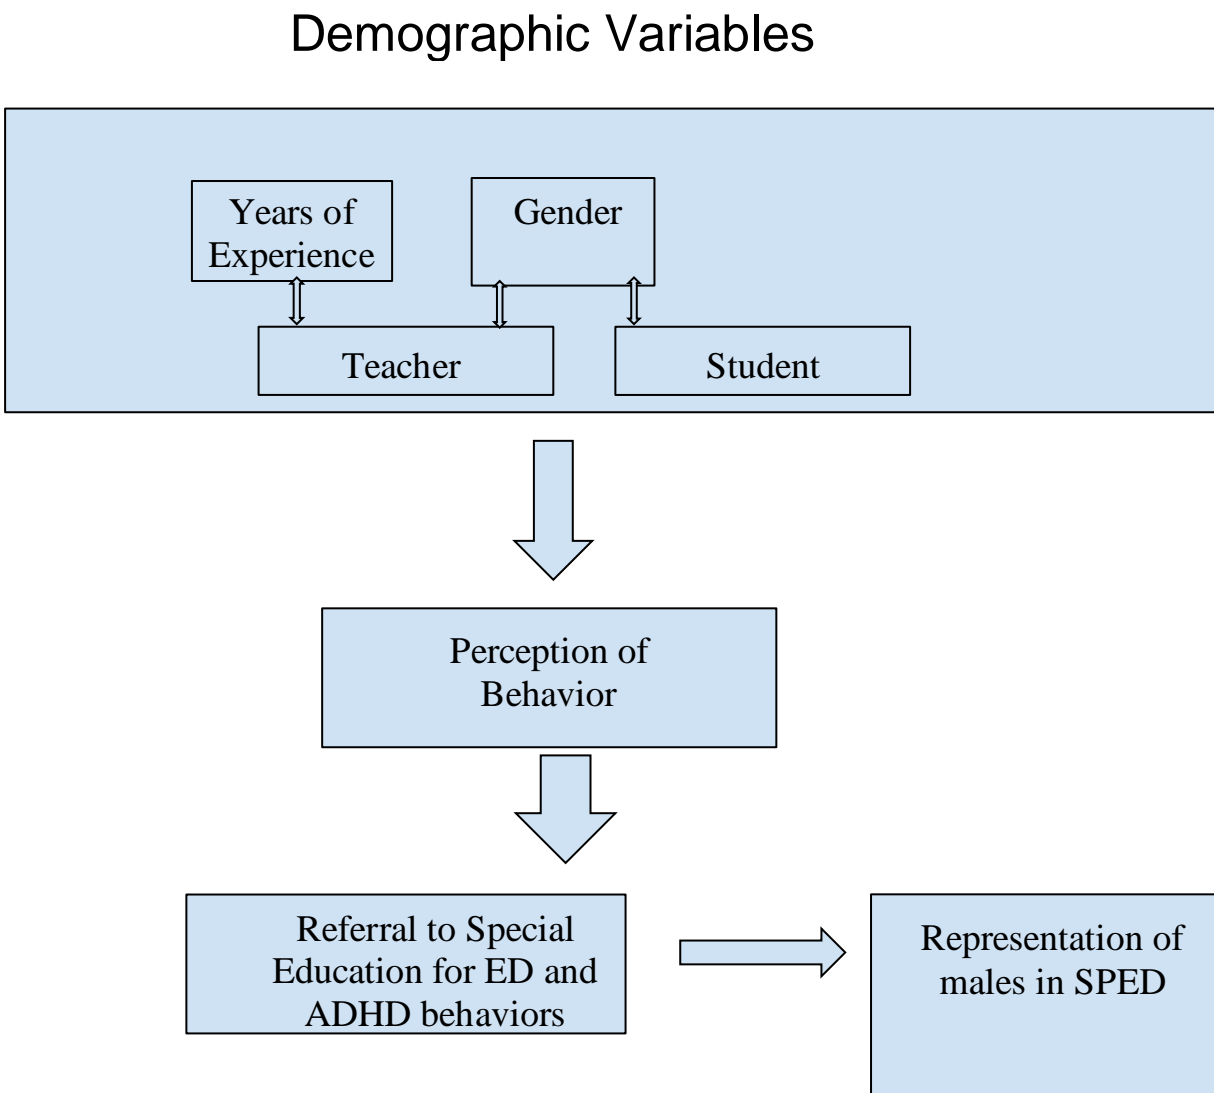 Demographic Variables
Years of
Experience
Gender
Teacher
Student
Perception of
Behavior
Referral to Special
Education for ED and
ADHD behaviors
Representation of
males in SPED